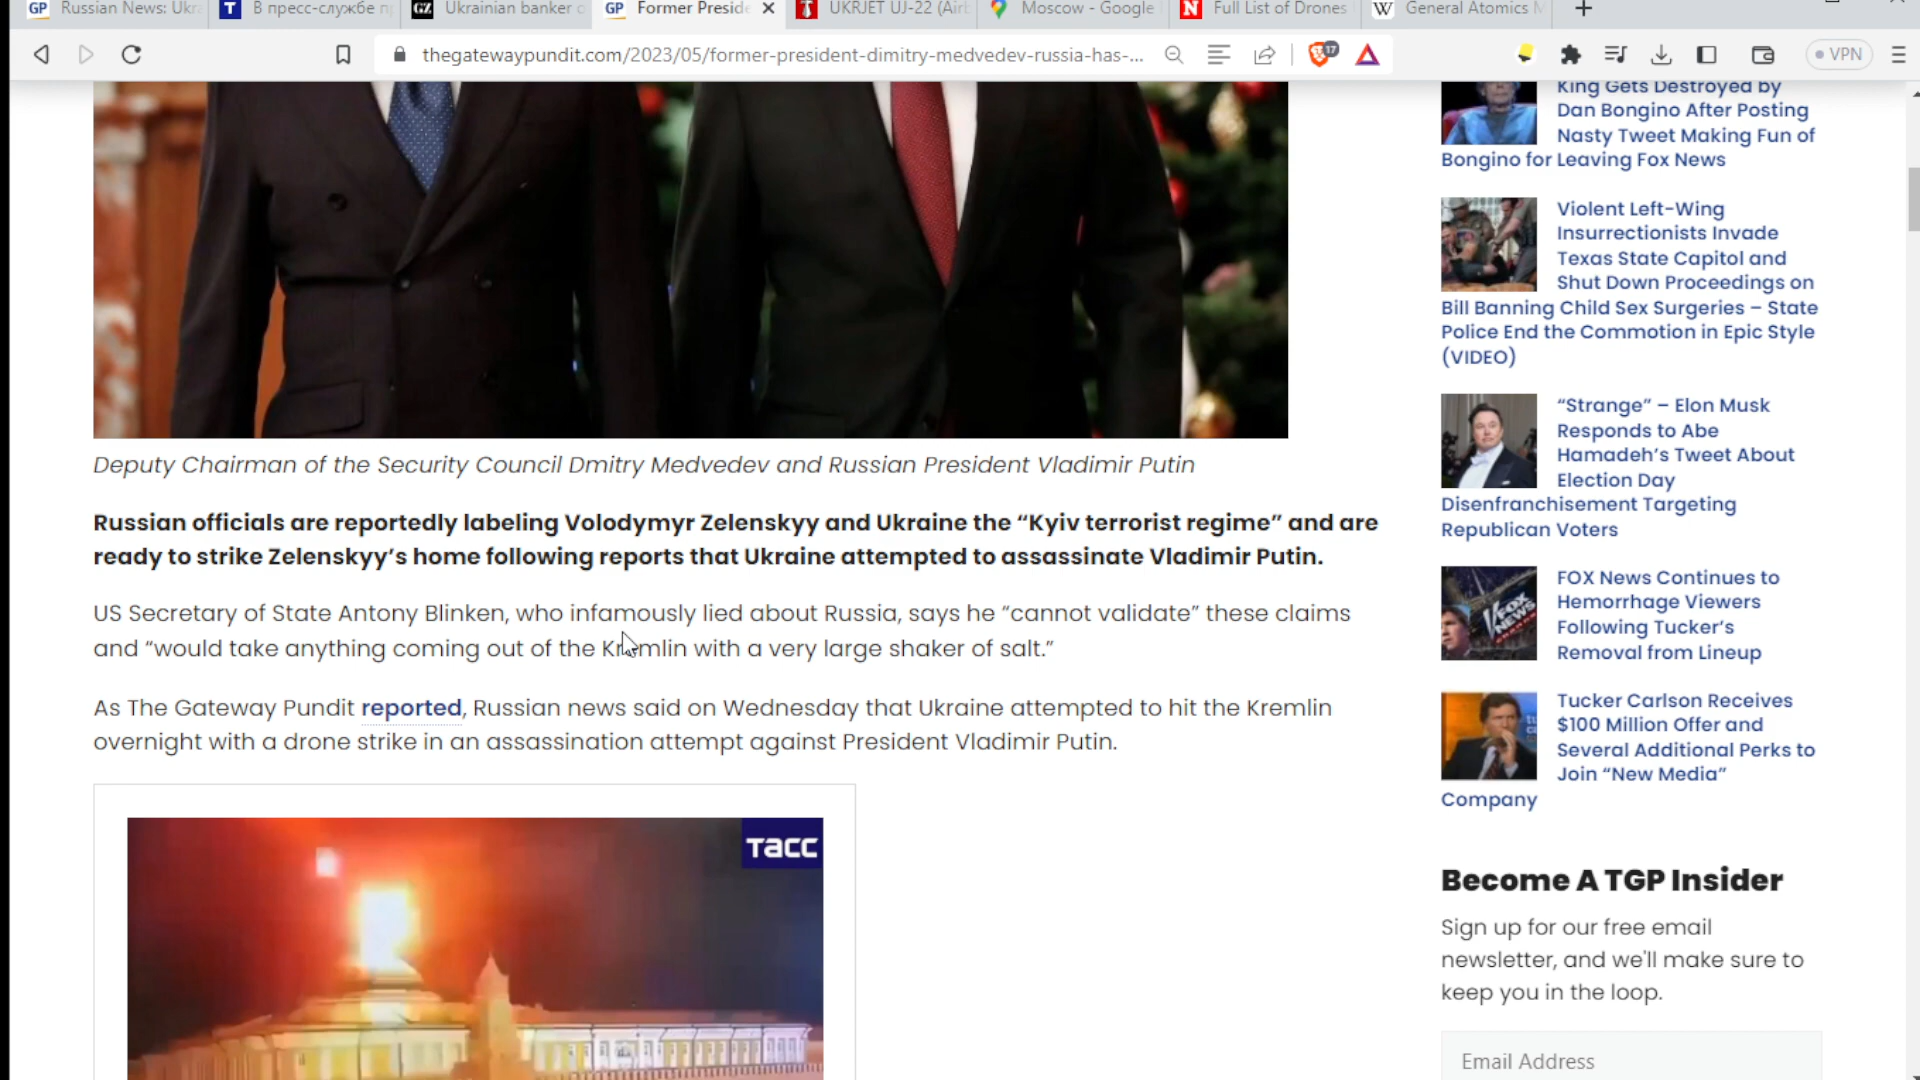 GP Russian News: Ukra
T В пресс-службе п
GZ Ukrainian banker o
GP Former Preside
UKRJET UJ-22 (Airb
Moscow - Google
N Full List of Drones
W General Atomics M
thegatewaypundit.com/2023/05/former-president-dimitry-medvedev-russia-has-...
17
VPN
Deputy Chairman of the Security Council Dmitry Medvedev and Russian President Vladimir Putin
Russian officials are reportedly labeling Volodymyr Zelenskyy and Ukraine the “Kyiv terrorist regime” and are
ready to strike Zelenskyy’s home following reports that Ukraine attempted to assassinate Vladimir Putin.
US Secretary of State Antony Blinken, who infamously lied about Russia, says he “cannot validate” these claims
and “would take anything coming out of the Kremlin with a very large shaker of salt.”
As The Gateway Pundit reported, Russian news said on Wednesday that Ukraine attempted to hit the Kremlin
overnight with a drone strike in an assassination attempt against President Vladimir Putin.
ТАСС
King Gets Destroyed by
Dan Bongino After Posting
Nasty Tweet Making Fun of
Bongino for Leaving Fox News
Violent Left-Wing
Insurrectionists Invade
Texas State Capitol and
Shut Down Proceedings on
Bill Banning Child Sex Surgeries – State
Police End the Commotion in Epic Style
(VIDEO)
“Strange” – Elon Musk
Responds to Abe
Hamadeh’s Tweet About
Election Day
Disenfranchisement Targeting
Republican Voters
FOX NEWS
FOX News Continues to
Hemorrhage Viewers
Following Tucker’s
Removal from Lineup
Tucker Carlson Receives
$100 Million Offer and
Several Additional Perks to
Join “New Media”
Company
Become A TGP Insider
Sign up for our free email
newsletter, and we'll make sure to
keep you in the loop.
Email Address